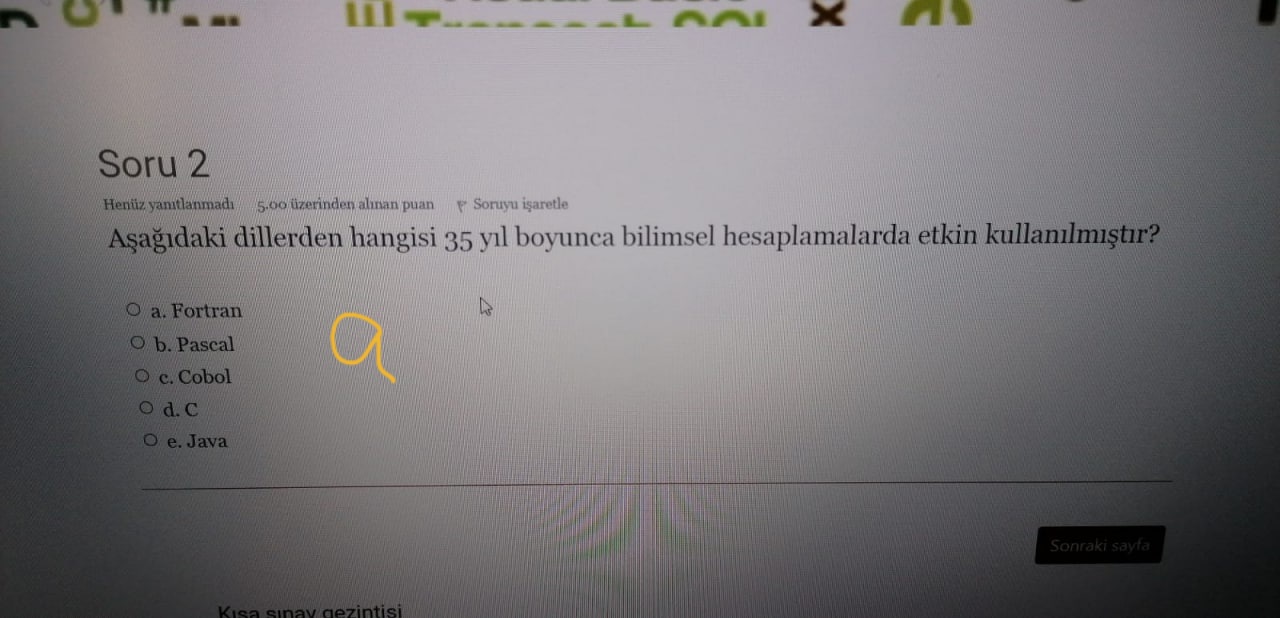 Soru 2
Henüz yanıtlanmadı 5.00 üzerinden alınan puan Soruyu işaretle
Aşağıdaki dillerden hangisi 35 yıl boyunca bilimsel hesaplamalarda etkin kullanılmıştır?
a. Fortran
a
b. Pascal
c. Cobol
d. C
e. Java
Sonraki sayfa
Kısa sınav gezintisi